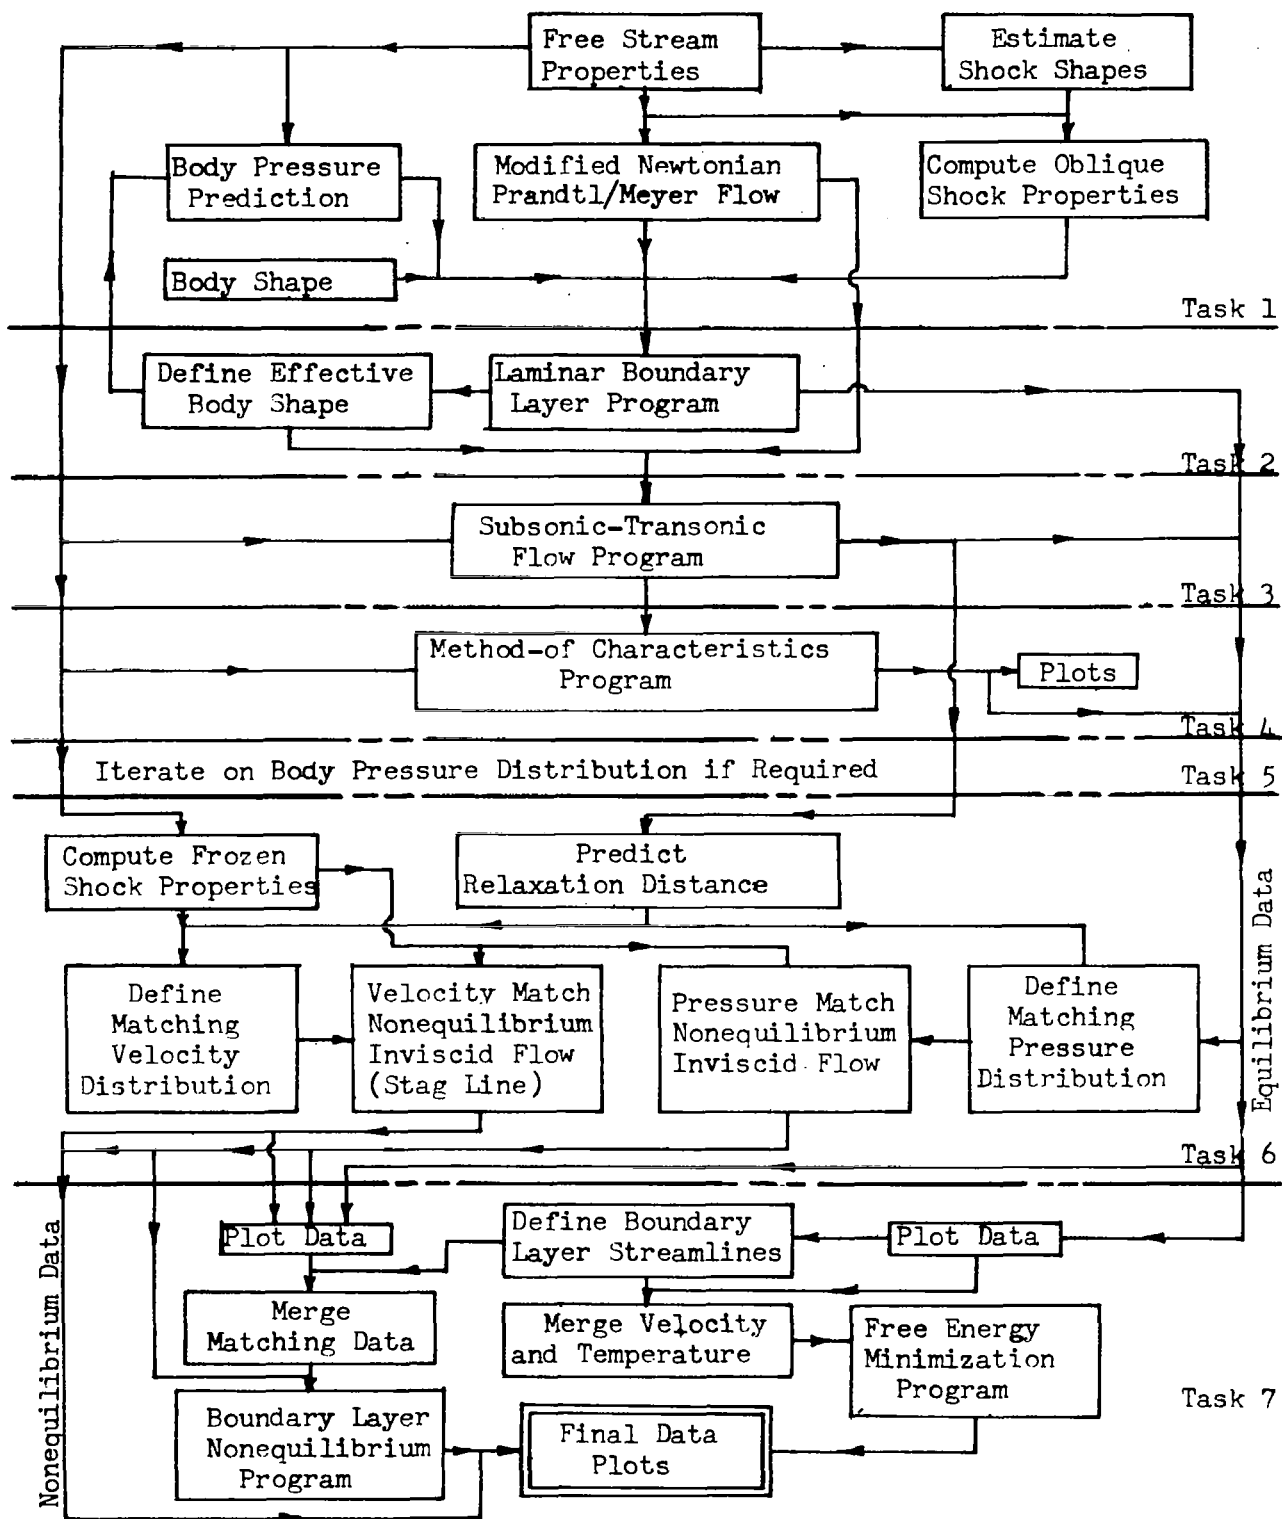 Free Stream
Properties
Estimate
Shock Shapes
Body Pressure
Prediction
Modified Newtonian
Prandtl/Meyer Flow
Compute Oblique
Shock Properties
Body Shape
Task 1
Define Effective
Body Shape
Laminar Boundary
Layer Program
Task 2
Subsonic-Transonic
Flow Program
Task 3
Method-of Characteristics
Program
Plots
Task 4
Iterate on Body Pressure Distribution if Required
Task 5
Compute Frozen
Shock Properties
Predict
Relaxation Distance
Equilibrium Data
Define
Matching
Velocity
Distribution
Velocity Match
Nonequilibrium
Inviscid Flow
(Stag Line)
Pressure Match
Nonequilibrium
Inviscid Flow
Define
Matching
Pressure
Distribution
Task 6
Nonequilibrium Data
Plot Data
Define Boundary
Layer Streamlines
Plot Data
Merge
Matching Data
Merge Velocity
and Temperature
Free Energy
Minimization
Program
Task 7
Boundary Layer
Nonequilibrium
Program
Final Data
Plots